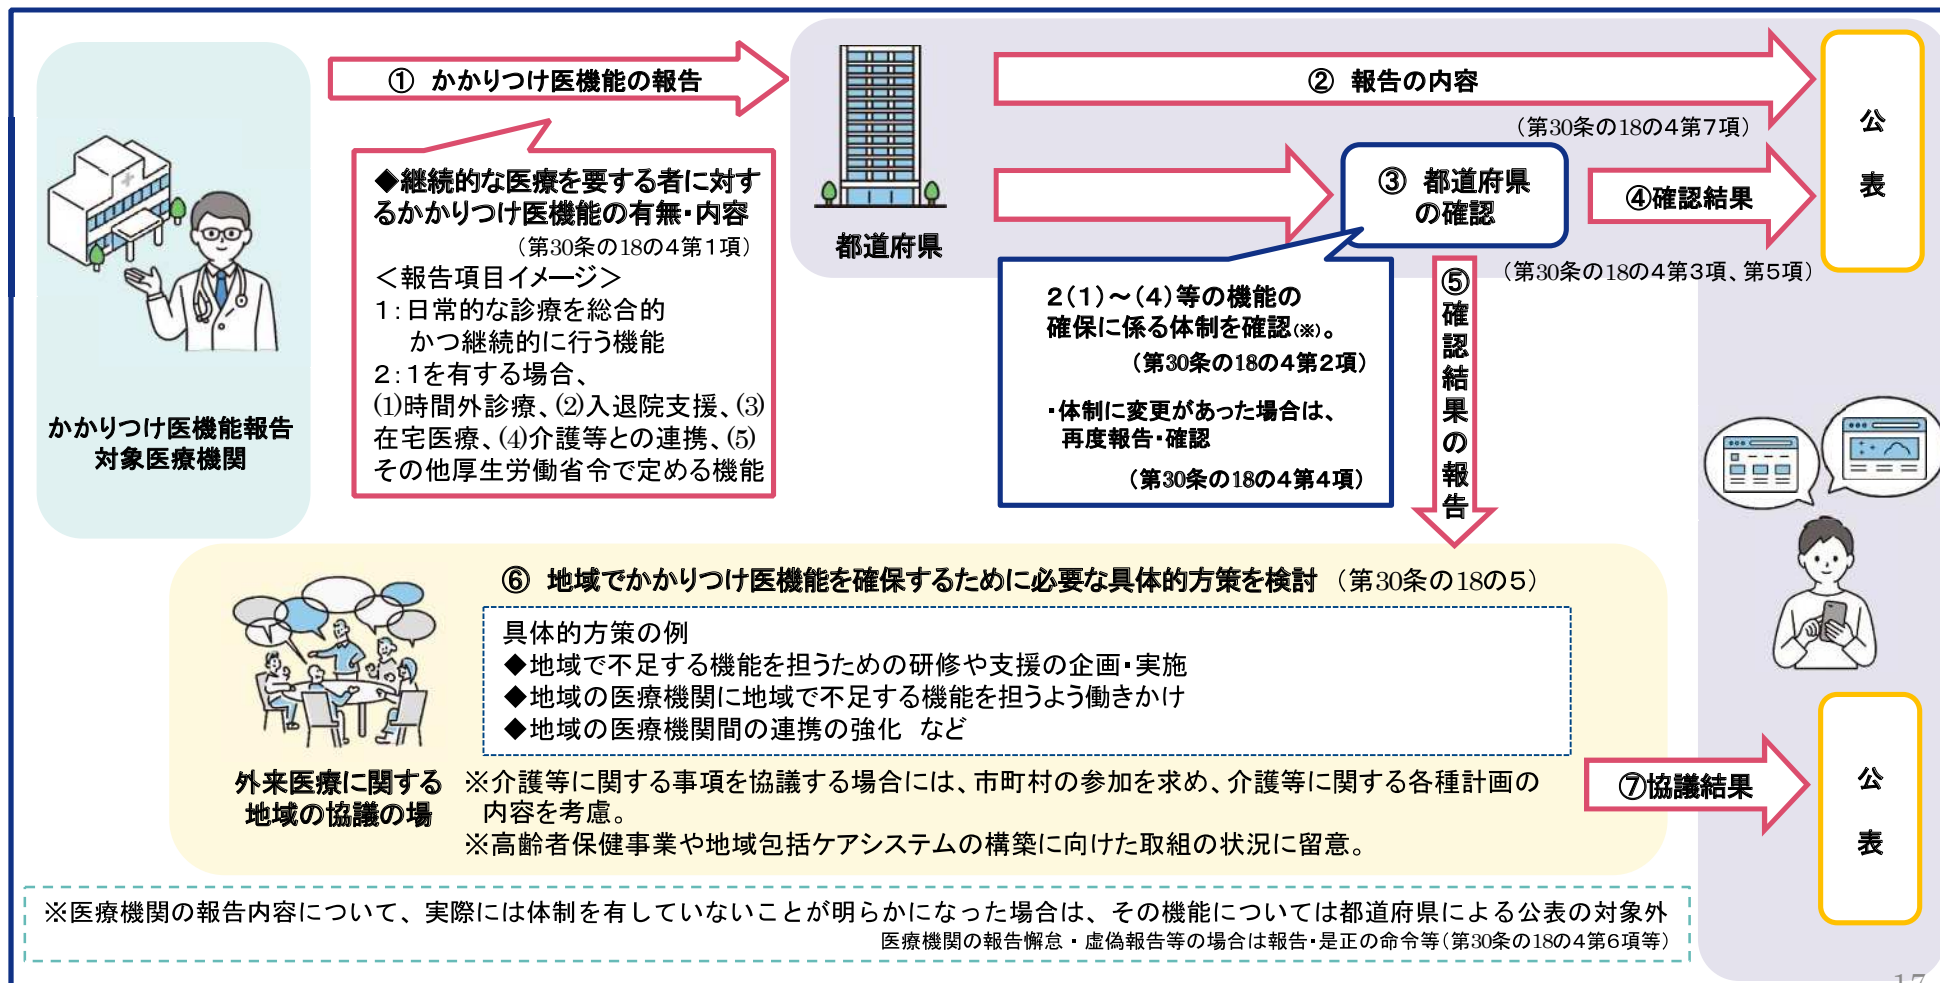 ① かかりつけ医機能の報告
② 報告の内容
(第30条の18の4第7項)
公
表
◆継続的な医療を要する者に対す
るかかりつけ医機能の有無・内容
(第30条の18の4第1項)
<報告項目イメージ>
1:日常的な診療を総合的
かつ継続的に行う機能
2:1を有する場合、
(1)時間外診療、(2)入退院支援、(3)
在宅医療、(4)介護等との連携、(5)
その他厚生労働省令で定める機能
都道府県
③ 都道府県
の確認
④確認結果
(第30条の18の4第3項、第5項)
2(1)~(4)等の機能の
確保に係る体制を確認(※)。
(第30条の18の4第2項)
・体制に変更があった場合は、
再度報告・確認
(第30条の18の4第4項)
⑤確認結果の報告
かかりつけ医機能報告
対象医療機関
⑥ 地域でかかりつけ医機能を確保するために必要な具体的方策を検討 (第30条の18の5)
具体的方策の例
◆地域で不足する機能を担うための研修や支援の企画・実施
◆地域の医療機関に地域で不足する機能を担うよう働きかけ
◆地域の医療機関間の連携の強化 など
外来医療に関する
地域の協議の場
※介護等に関する事項を協議する場合には、市町村の参加を求め、介護等に関する各種計画の
内容を考慮。
※高齢者保健事業や地域包括ケアシステムの構築に向けた取組の状況に留意。
⑦協議結果
公
表
※医療機関の報告内容について、実際には体制を有していないことが明らかになった場合は、その機能については都道府県による公表の対象外
医療機関の報告懈怠・虚偽報告等の場合は報告・是正の命令等(第30条の18の4第6項等)
17